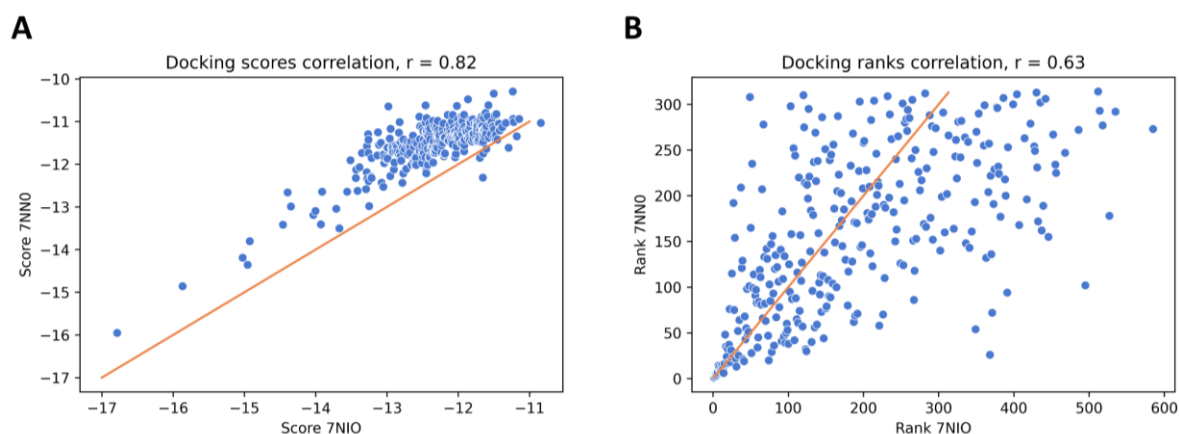 A
Docking scores correlation, r = 0.82
−10
−11
−12
−13
−14
−15
−16
−17
Score 7NN0
−17 −16 −15 −14 −13 −12 −11
Score 7NIO
B
Docking ranks correlation, r = 0.63
300
250
200
150
100
50
0
Rank 7NN0
0 100 200 300 400 500 600
Rank 7NIO